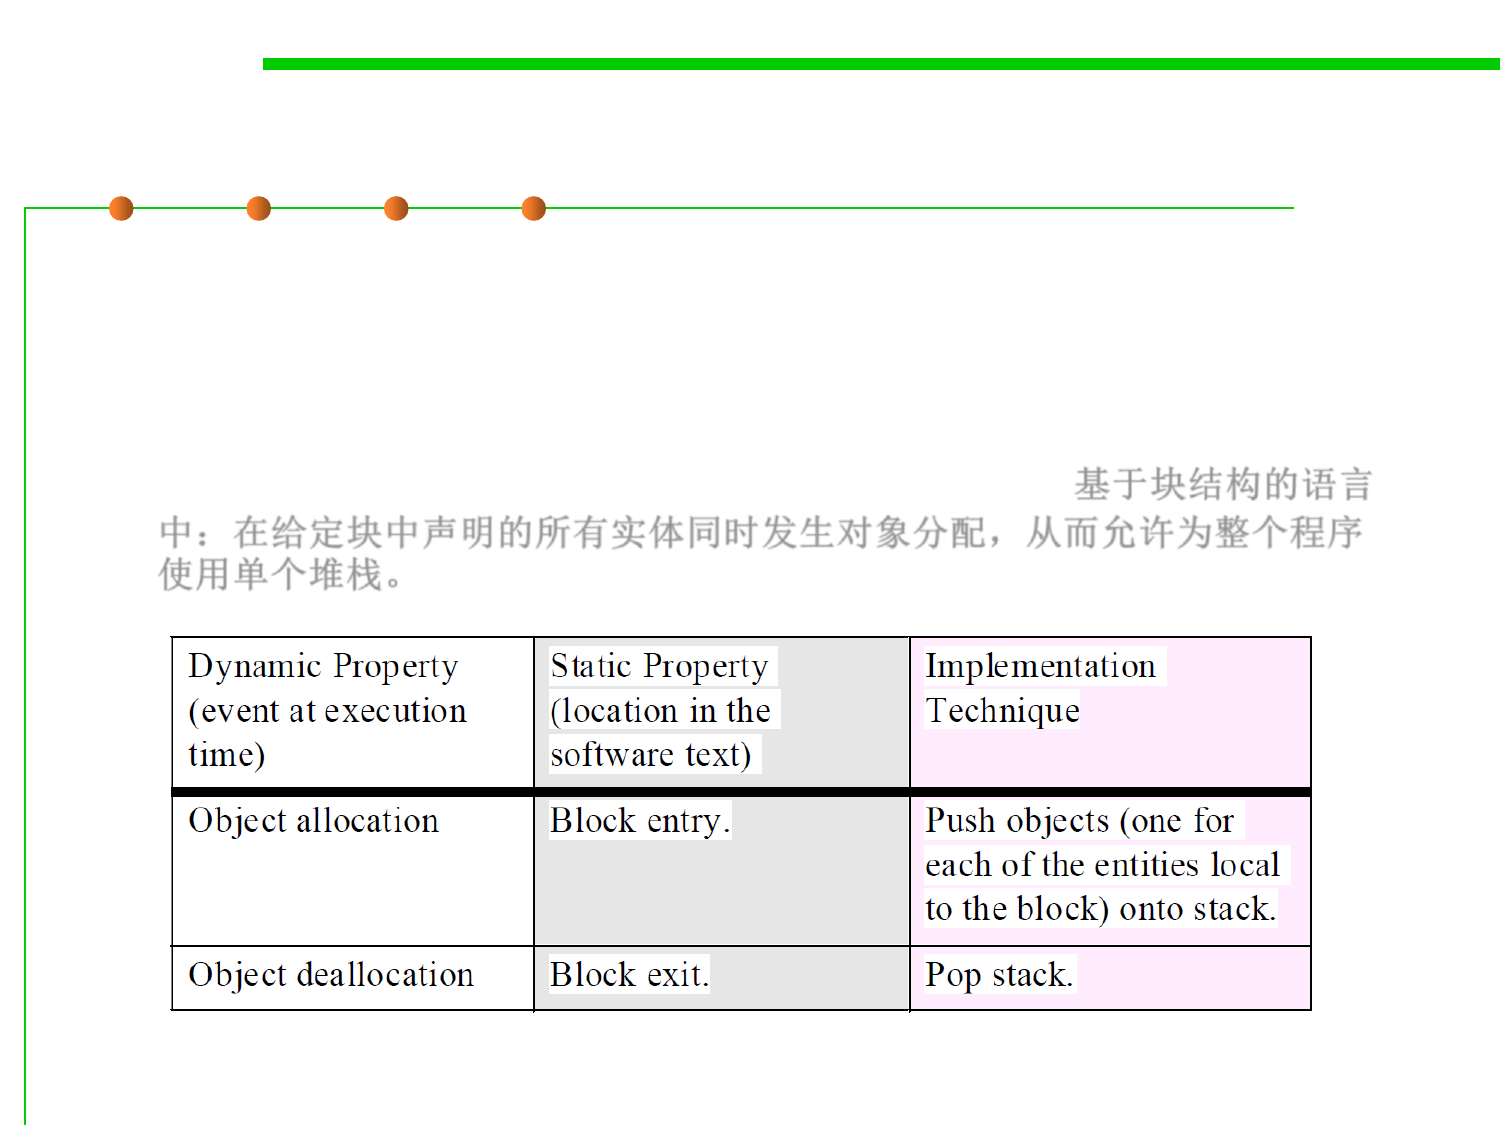 基于块结构的语言
中：在给定块中声明的所有实体同时发生对象分配，从而允许为整个程序
使用单个堆栈。
Dynamic Property
(event at execution
time)
Static Property
(location in the
software text)
Implementation
Technique
Object allocation
Block entry.
Push objects (one for
each of the entities local
to the block) onto stack.
Object deallocation
Block exit.
Pop stack.